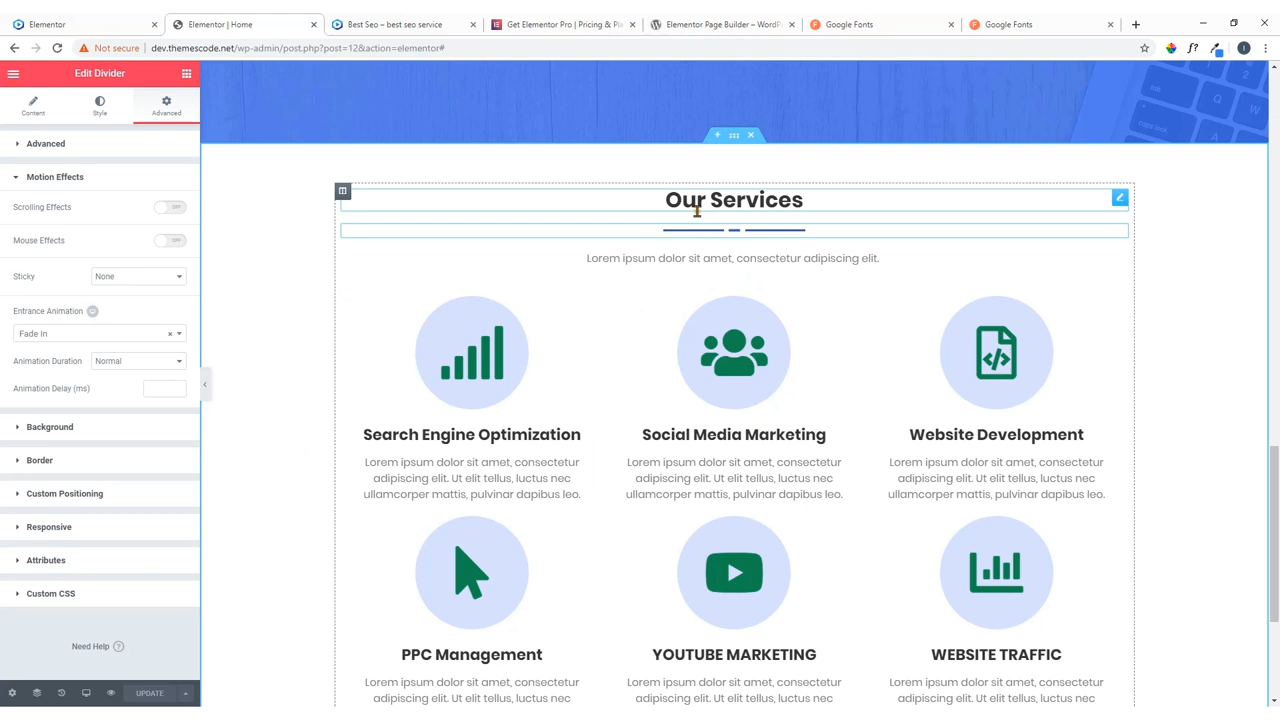 Elementor
Elementor | Home
Best Seo – best seo service
Get Elementor Pro | Pricing & Pl
Elementor Page Builder – WordP
Google Fonts
Google Fonts
Not secure
dev.themescode.net/wp-admin/post.php?post=12&action=elementor#
f?
I
Edit Divider
Content
Style
Advanced
Advanced
Motion Effects
Scrolling Effects
OFF
Mouse Effects
OFF
Sticky
None
Entrance Animation
Fade In
Animation Duration
Normal
Animation Delay (ms)
Background
Border
Custom Positioning
Responsive
Attributes
Custom CSS
Need Help
UPDATE
Our Services
Lorem ipsum dolor sit amet, consectetur adipiscing elit.
Search Engine Optimization
Lorem ipsum dolor sit amet, consectetur
adipiscing elit. Ut elit tellus, luctus nec
ullamcorper mattis, pulvinar dapibus leo.
Social Media Marketing
Lorem ipsum dolor sit amet, consectetur
adipiscing elit. Ut elit tellus, luctus nec
ullamcorper mattis, pulvinar dapibus leo.
Website Development
Lorem ipsum dolor sit amet, consectetur
adipiscing elit. Ut elit tellus, luctus nec
ullamcorper mattis, pulvinar dapibus leo.
PPC Management
Lorem ipsum dolor sit amet, consectetur
adipiscing elit. Ut elit tellus, luctus nec
YOUTUBE MARKETING
Lorem ipsum dolor sit amet, consectetur
adipiscing elit. Ut elit tellus, luctus nec
WEBSITE TRAFFIC
Lorem ipsum dolor sit amet, consectetur
adipiscing elit. Ut elit tellus, luctus nec